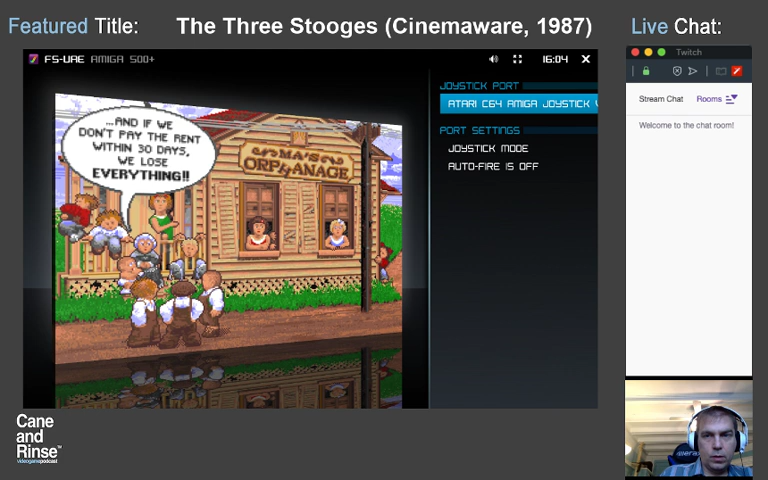 Featured Title: The Three Stooges (Cinemaware, 1987) Live Chat:
FS-UAE AMIGA 500+ 16:04
...AND IF WE
DON'T PAY THE RENT
WITHIN 30 DAYS,
WE LOSE
EVERYTHING!!
MA'S
ORPHANAGE
JOYSTICK PORT
ATARI C64 AMIGA JOYSTICK
PORT SETTINGS
JOYSTICK MODE
AUTO-FIRE IS OFF
Twitch
Stream Chat Rooms
Welcome to the chat room!
Cane
and
Rinse™
videogamepodcast